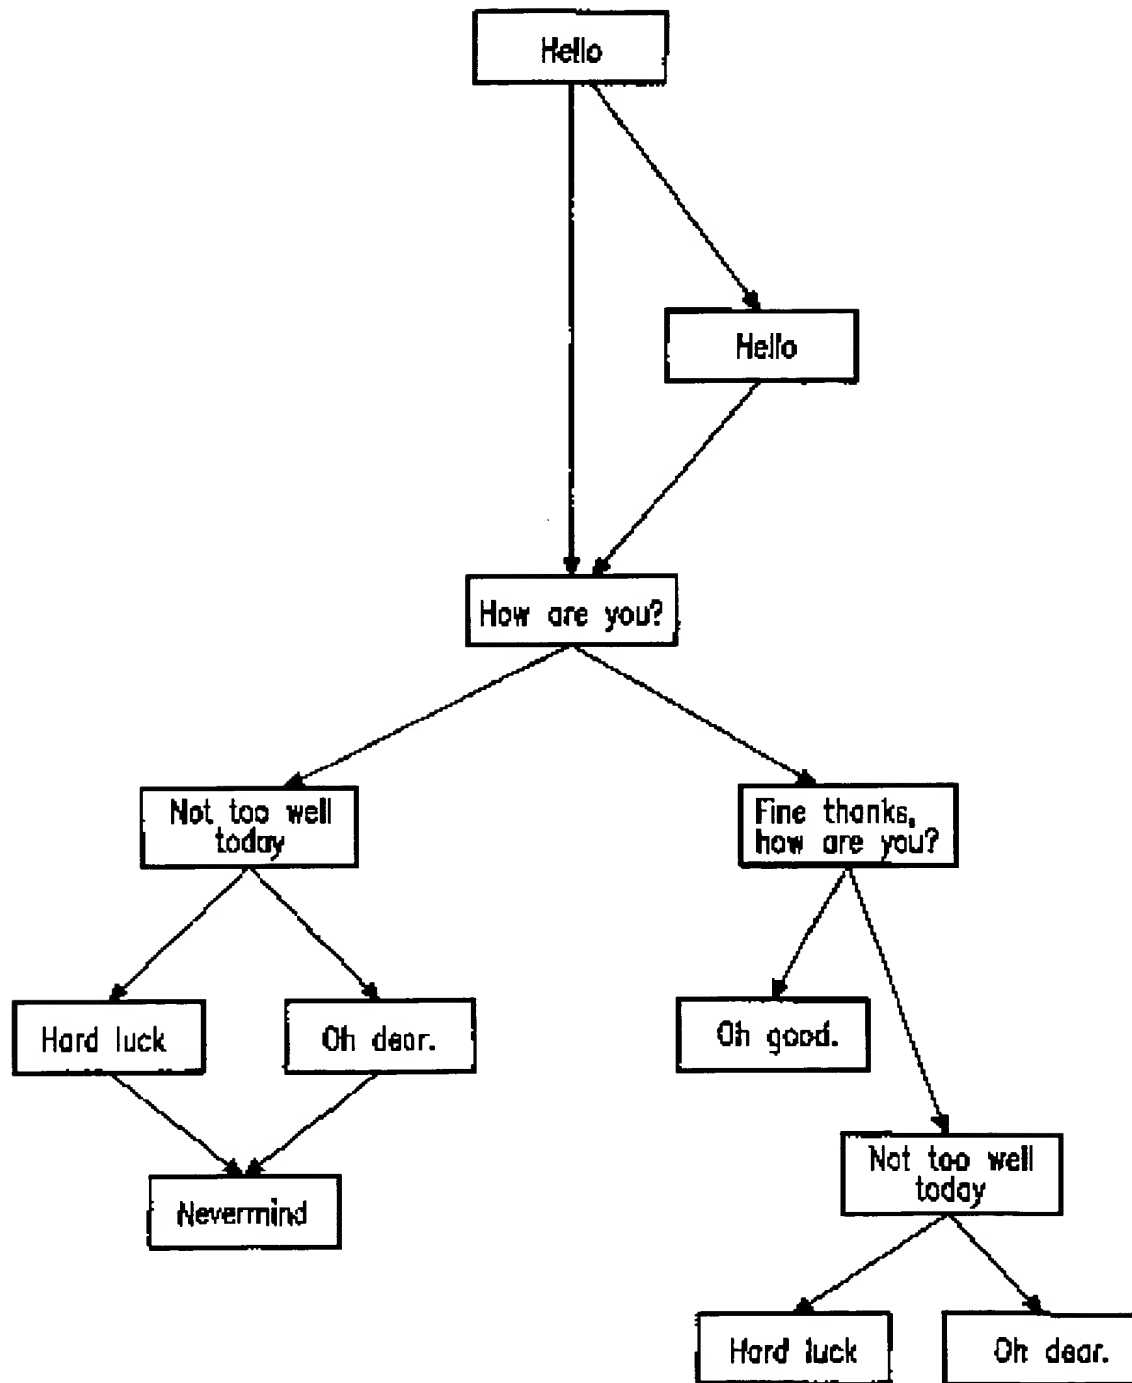 Hello
Hello
How are you?
Not too well
today
Fine thanks,
how are you?
Hard luck
Oh dear.
Oh good.
Not too well
today
Nevermind
Hard luck
Oh dear.